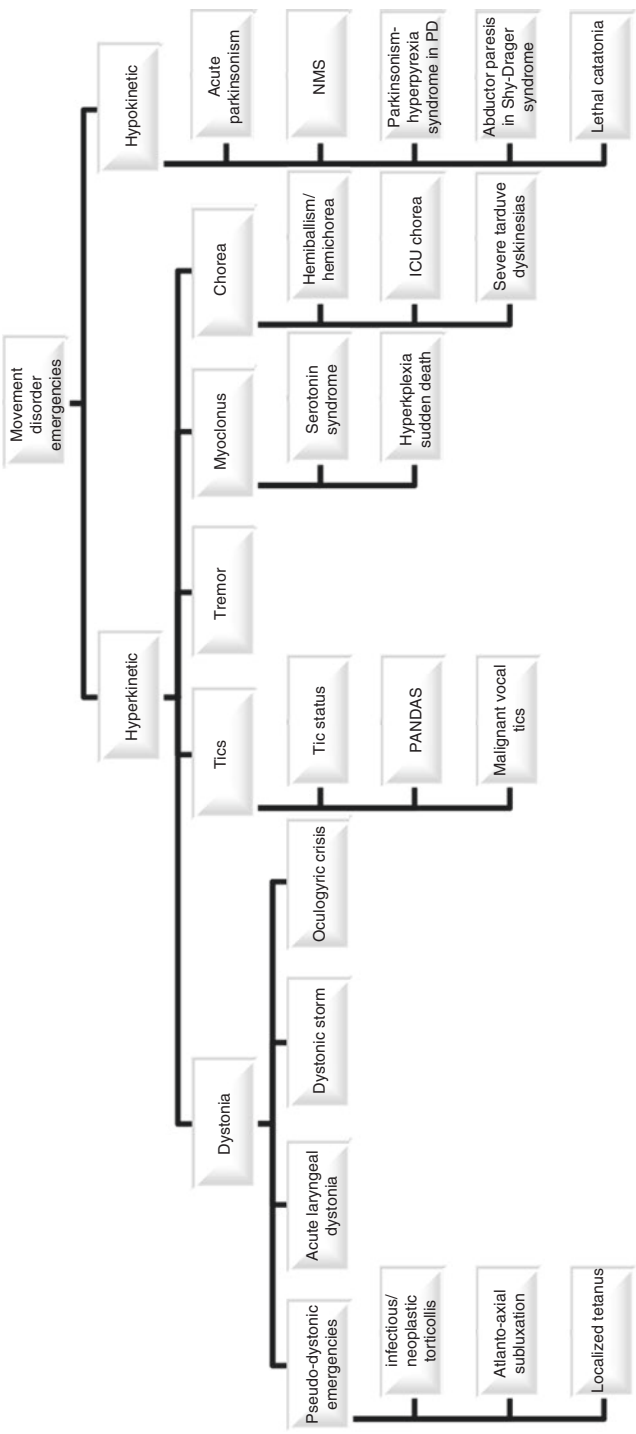 Movement
disorder
emergencies
Hyperkinetic
Hypokinetic
Dystonia
Tics
Tremor
Myoclonus
Chorea
Pseudo-dystonic
emergencies
Acute laryngeal
dystonia
Dystonic storm
Oculogyric crisis
infectious/
neoplastic
torticollis
Atlanto-axial
subluxation
Localized tetanus
Tic status
PANDAS
Malignant vocal
tics
Serotonin
syndrome
Hyperkplexia
sudden death
Hemiballism/
hemichorea
ICU chorea
Severe tarduve
dyskinesias
Acute
parkinsonism
NMS
Parkinsonism-
hyperpyrexia
syndrome in PD
Abductor paresis
in Shy-Drager
syndrome
Lethal catatonia